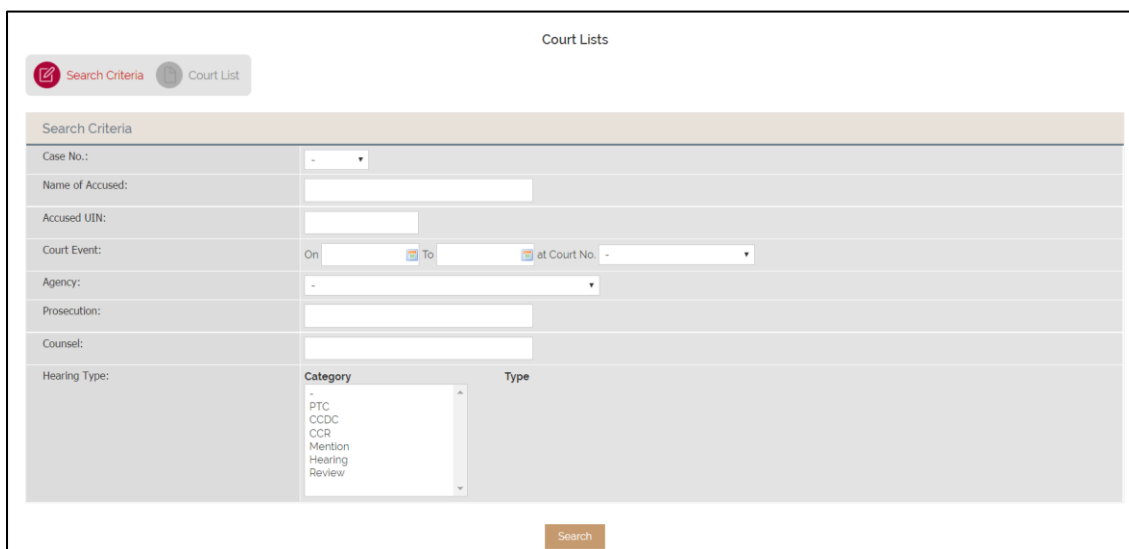 Court Lists
Search Criteria Court List
Search Criteria
Case No.: -
Name of Accused:
Accused UIN:
Court Event: On To at Court No. -
Agency: -
Prosecution:
Counsel:
Hearing Type: Category Type
-
PTC
CCDC
CCR
Mention
Hearing
Review
Search